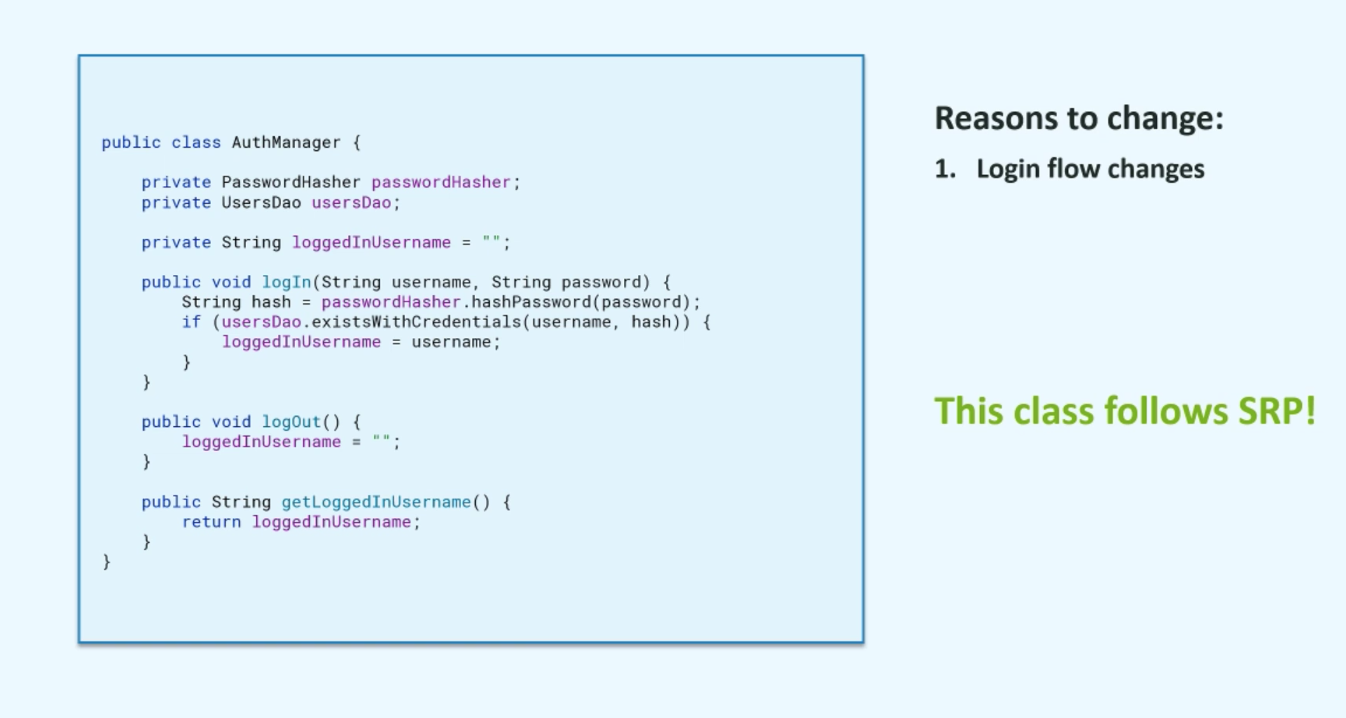 public class AuthManager {
private PasswordHasher passwordHasher;
private UsersDao usersDao;
private String loggedInUsername = "";
public void logIn(String username, String password) {
String hash = passwordHasher.hashPassword(password);
if (usersDao.existsWithCredentials(username, hash)) {
loggedInUsername = username;
}
}
public void logOut() {
loggedInUsername = "";
}
public String getLoggedInUsername() {
return loggedInUsername;
}
}
Reasons to change:
1. Login flow changes
This class follows SRP!